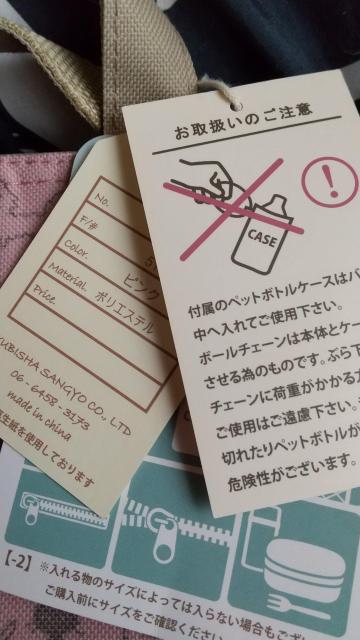 お取扱いのご注意
CASE
付属のペットボトルケースはバ
中へ入れてご使用下さい。
ボールチェーンは本体とケー
させる為のものです。ぶら下
チェーンに荷重がかかる
ご使用はご遠慮下さい。
切れたりペットボトルが
危険性がございます。
No.
F/#
Color. ピンク
Material. ポリエステル
Price.
UBISHA SANGYO CO., LTD
06-6458-3173
made in china
生紙を使用しております
【-2】 ※入れる物のサイズによっては入らない場合もござい
ご購入前にサイズをご確認ください